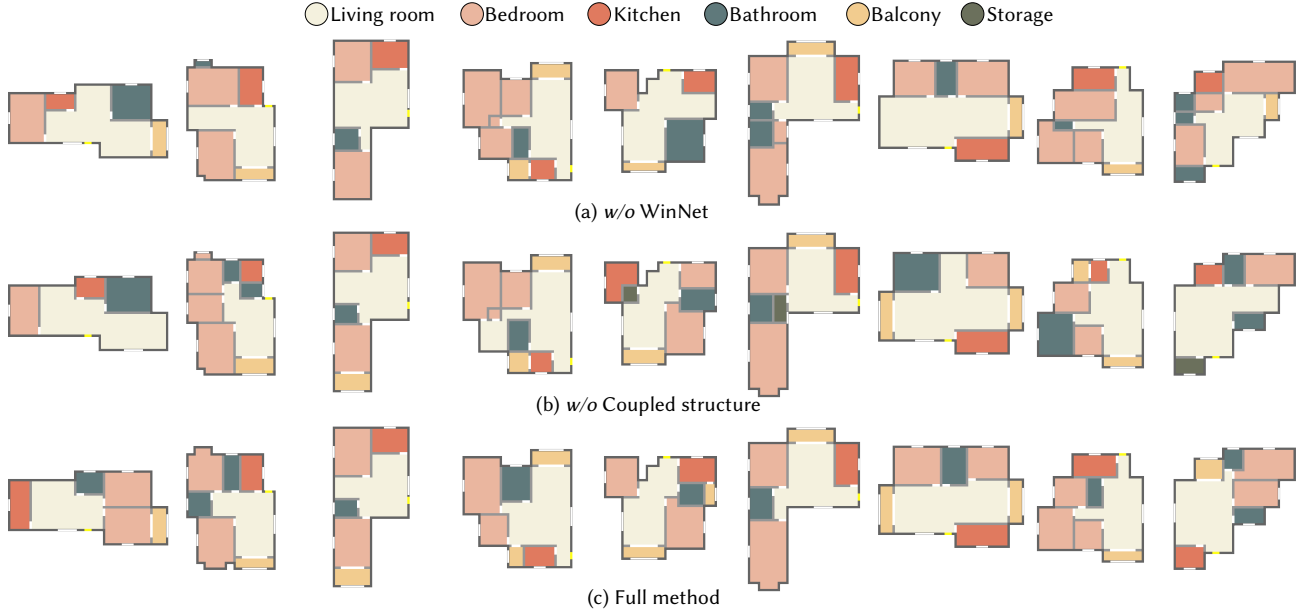 Living room Bedroom Kitchen Bathroom Balcony Storage
(a) w/o WinNet
(b) w/o Coupled structure
(c) Full method